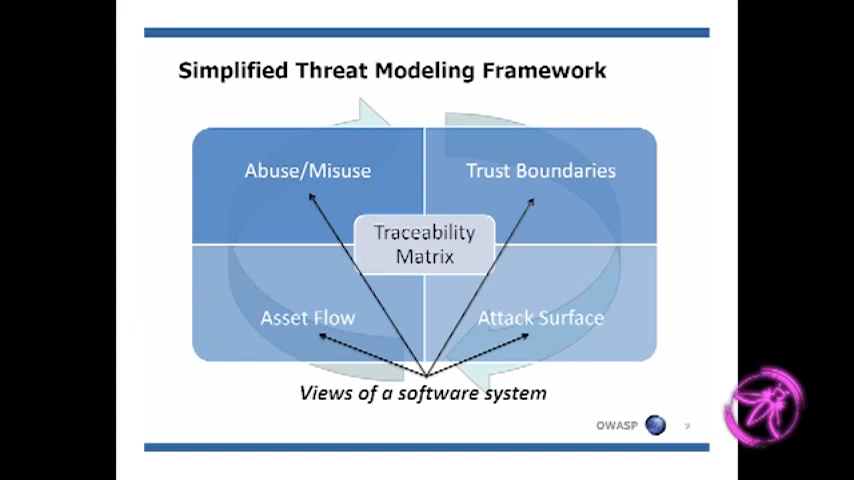 Simplified Threat Modeling Framework
Abuse/Misuse
Trust Boundaries
Traceability
Matrix
Asset Flow
Attack Surface
Views of a software system
OWASP
9